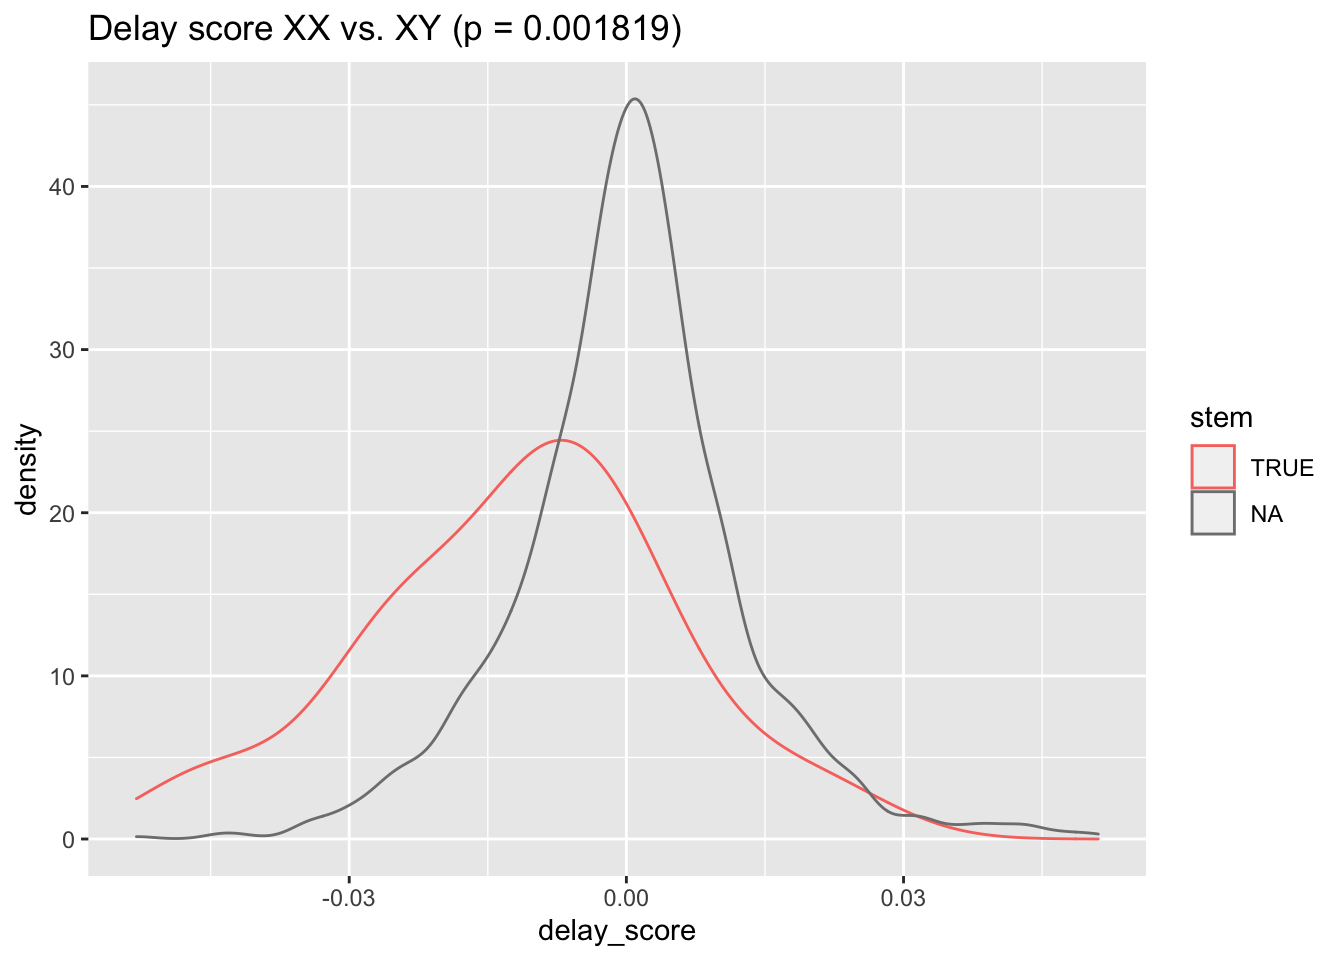 Delay score XX vs. XY (p = 0.001819)
40
30
20
10
0
density
-0.03 0.00 0.03
delay_score
stem
TRUE
NA